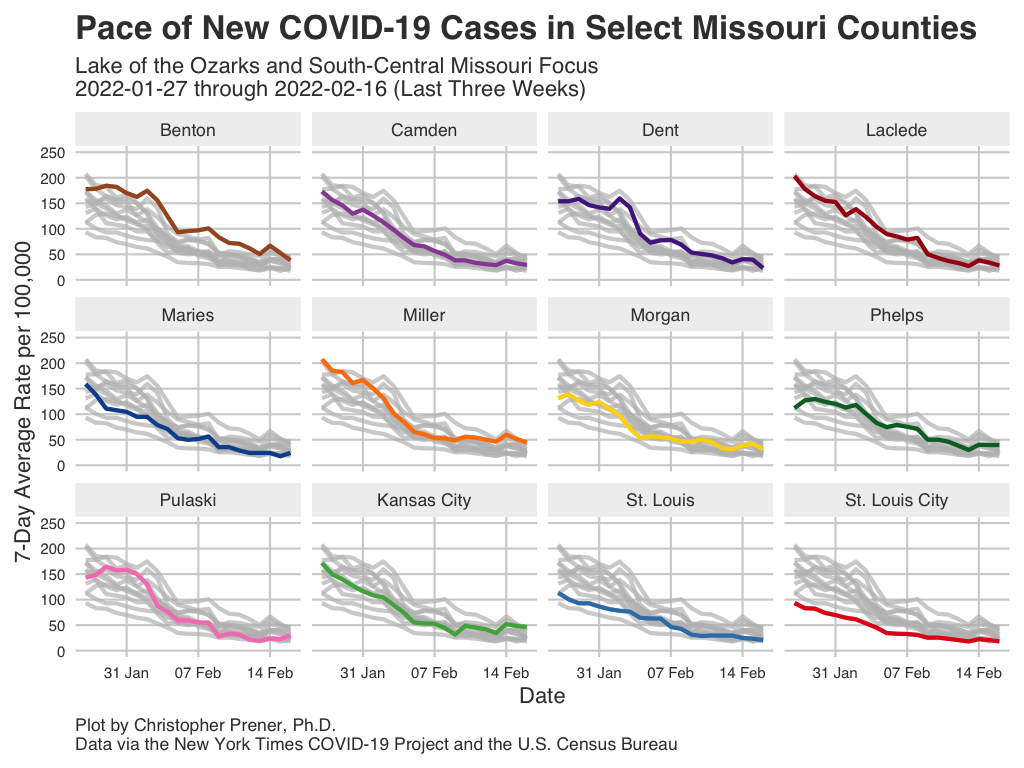 Pace of New COVID-19 Cases in Select Missouri Counties
Lake of the Ozarks and South-Central Missouri Focus
2022-01-27 through 2022-02-16 (Last Three Weeks)
Benton
Camden
Dent
Laclede
250
200
150
100
50
0
Maries
Miller
Morgan
Phelps
250
200
150
100
50
0
Pulaski
Kansas City
St. Louis
St. Louis City
250
200
150
100
50
0
7-Day Average Rate per 100,000
31 Jan
07 Feb
14 Feb
31 Jan
07 Feb
14 Feb
31 Jan
07 Feb
14 Feb
31 Jan
07 Feb
14 Feb
Date
Plot by Christopher Prener, Ph.D.
Data via the New York Times COVID-19 Project and the U.S. Census Bureau